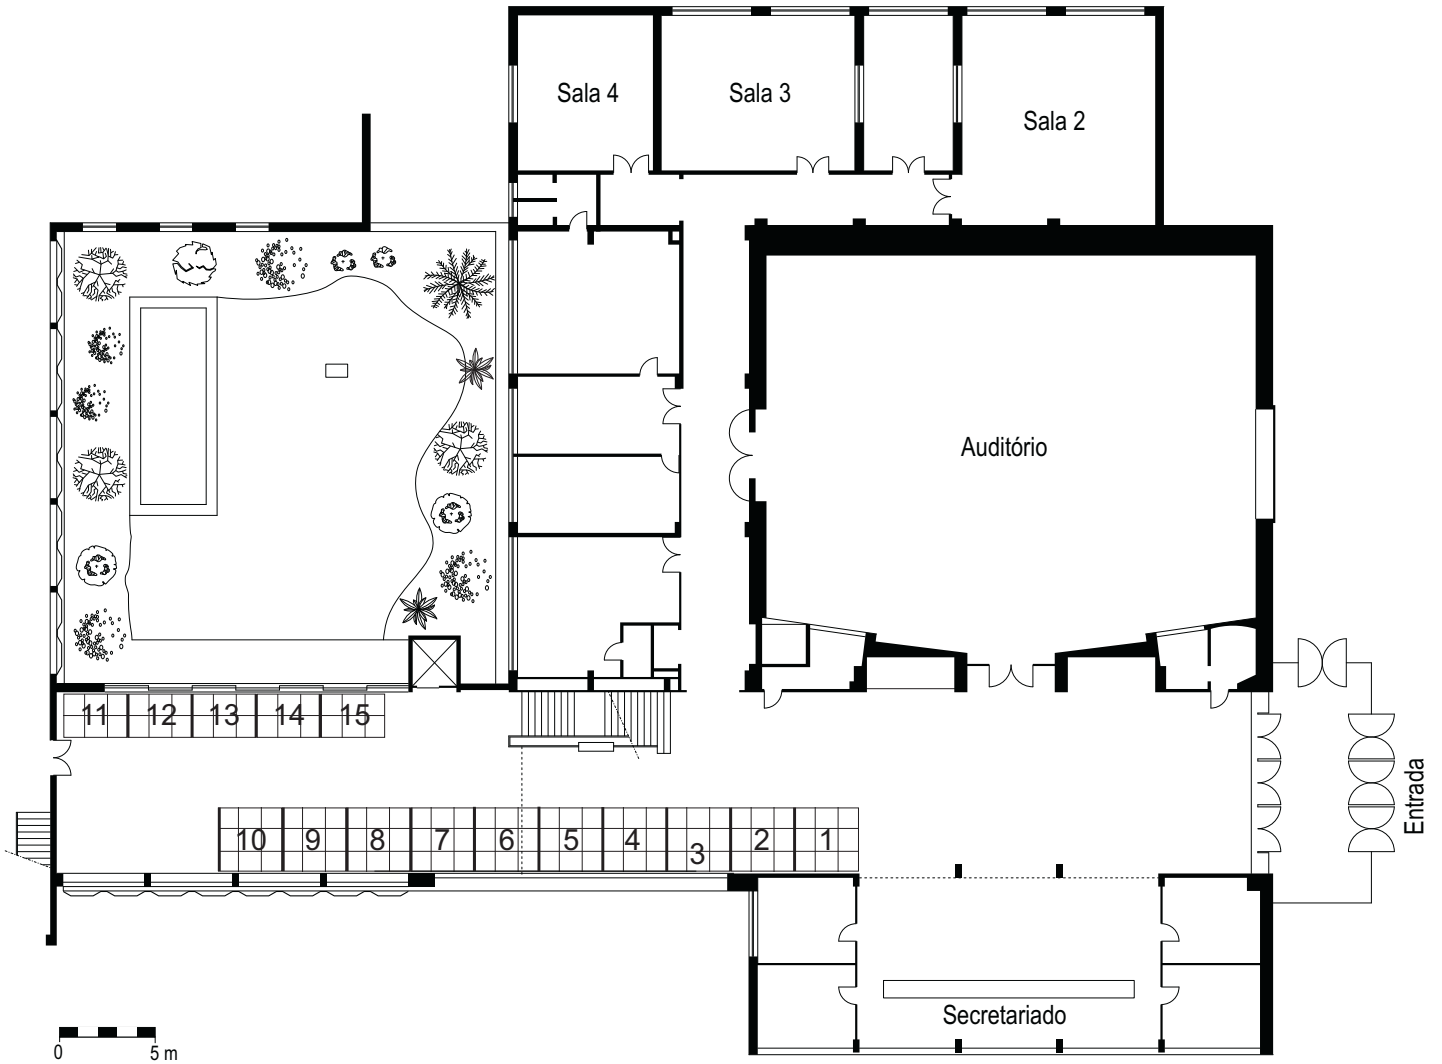 Sala 4
Sala 3
Sala 2
Auditório
11 12 13 14 15
Entrada
10 9 8 7 6 5 4 3 2 1
Secretariado
0 5 m